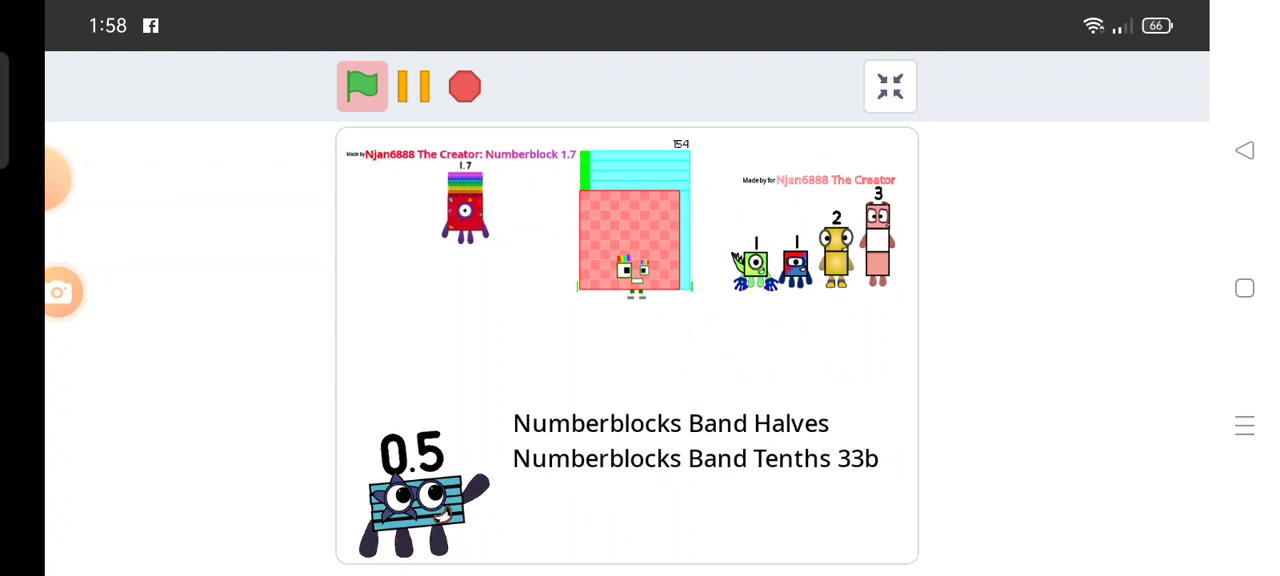 1:58
66
154
Made by Njan6888 The Creator: Numberblock 1.7
1.7
Made by for Njan6888 The Creator
3
2
1
1
0.5
Numberblocks Band Halves
Numberblocks Band Tenths 33b